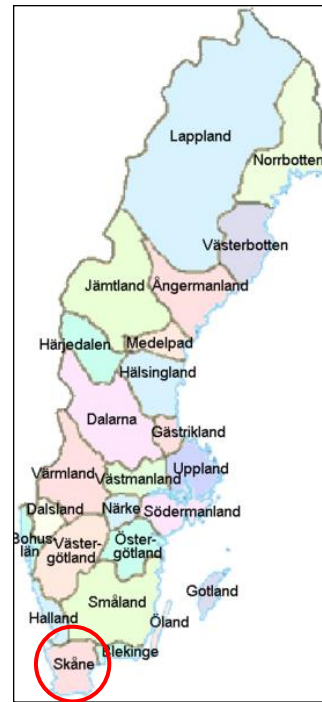 Lappland
Norrbotten
Västerbotten
Jämtland
Ångermanland
Härjedalen
Medelpad
Hälsingland
Dalarna
Gästrikland
Värmland
Västmanland
Uppland
Dalsland
Närke
Södermanland
Bohus-
län
Väster-
götland
Öster-
götland
Småland
Gotland
Halland
Öland
Skåne
Blekinge